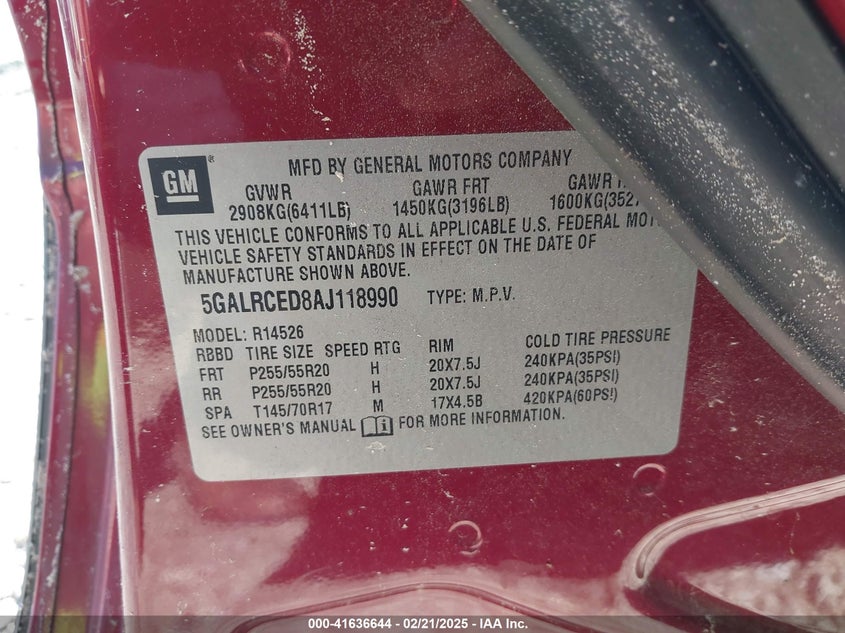 GM ®
MFD BY GENERAL MOTORS COMPANY
GVWR GAWR FRT GAWR
2908KG(6411LB) 1450KG(3196LB) 1600KG(3527
THIS VEHICLE CONFORMS TO ALL APPLICABLE U.S. FEDERAL MOT
VEHICLE SAFETY STANDARDS IN EFFECT ON THE DATE OF
MANUFACTURE SHOWN ABOVE.
5GALRCED8AJ118990 TYPE: M.P.V.
MODEL: R14526
RBBD TIRE SIZE SPEED RTG RIM COLD TIRE PRESSURE
FRT P255/55R20 H 20X7.5J 240KPA(35PSI)
RR P255/55R20 H 20X7.5J 240KPA(35PSI)
SPA T145/70R17 M 17X4.5B 420KPA(60PSI)
SEE OWNER'S MANUAL FOR MORE INFORMATION.
000-41636644 - 02/21/2025 - IAA Inc.